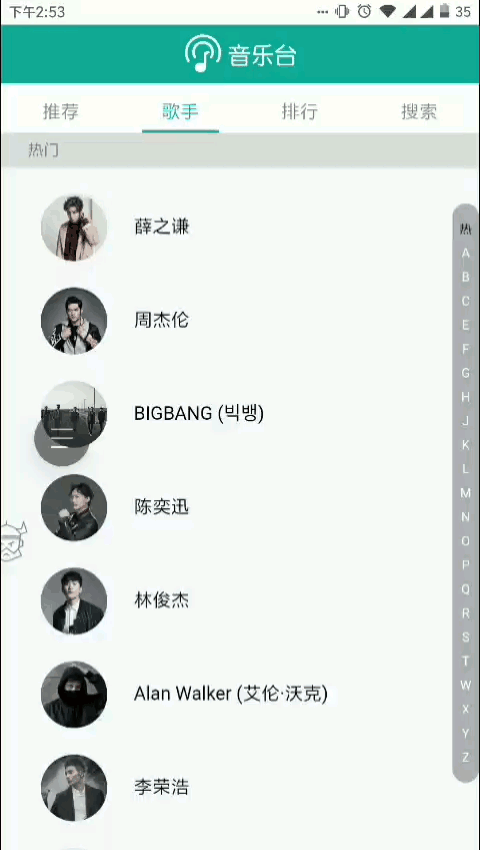 下午2:53
35
音乐台
推荐 歌手 排行 搜索
热门
薛之谦
周杰伦
BIGBANG (빅뱅)
陈奕迅
林俊杰
Alan Walker (艾伦·沃克)
李荣浩
热
A
B
C
E
F
G
H
J
K
L
M
N
O
P
Q
R
S
T
W
X
Y
Z